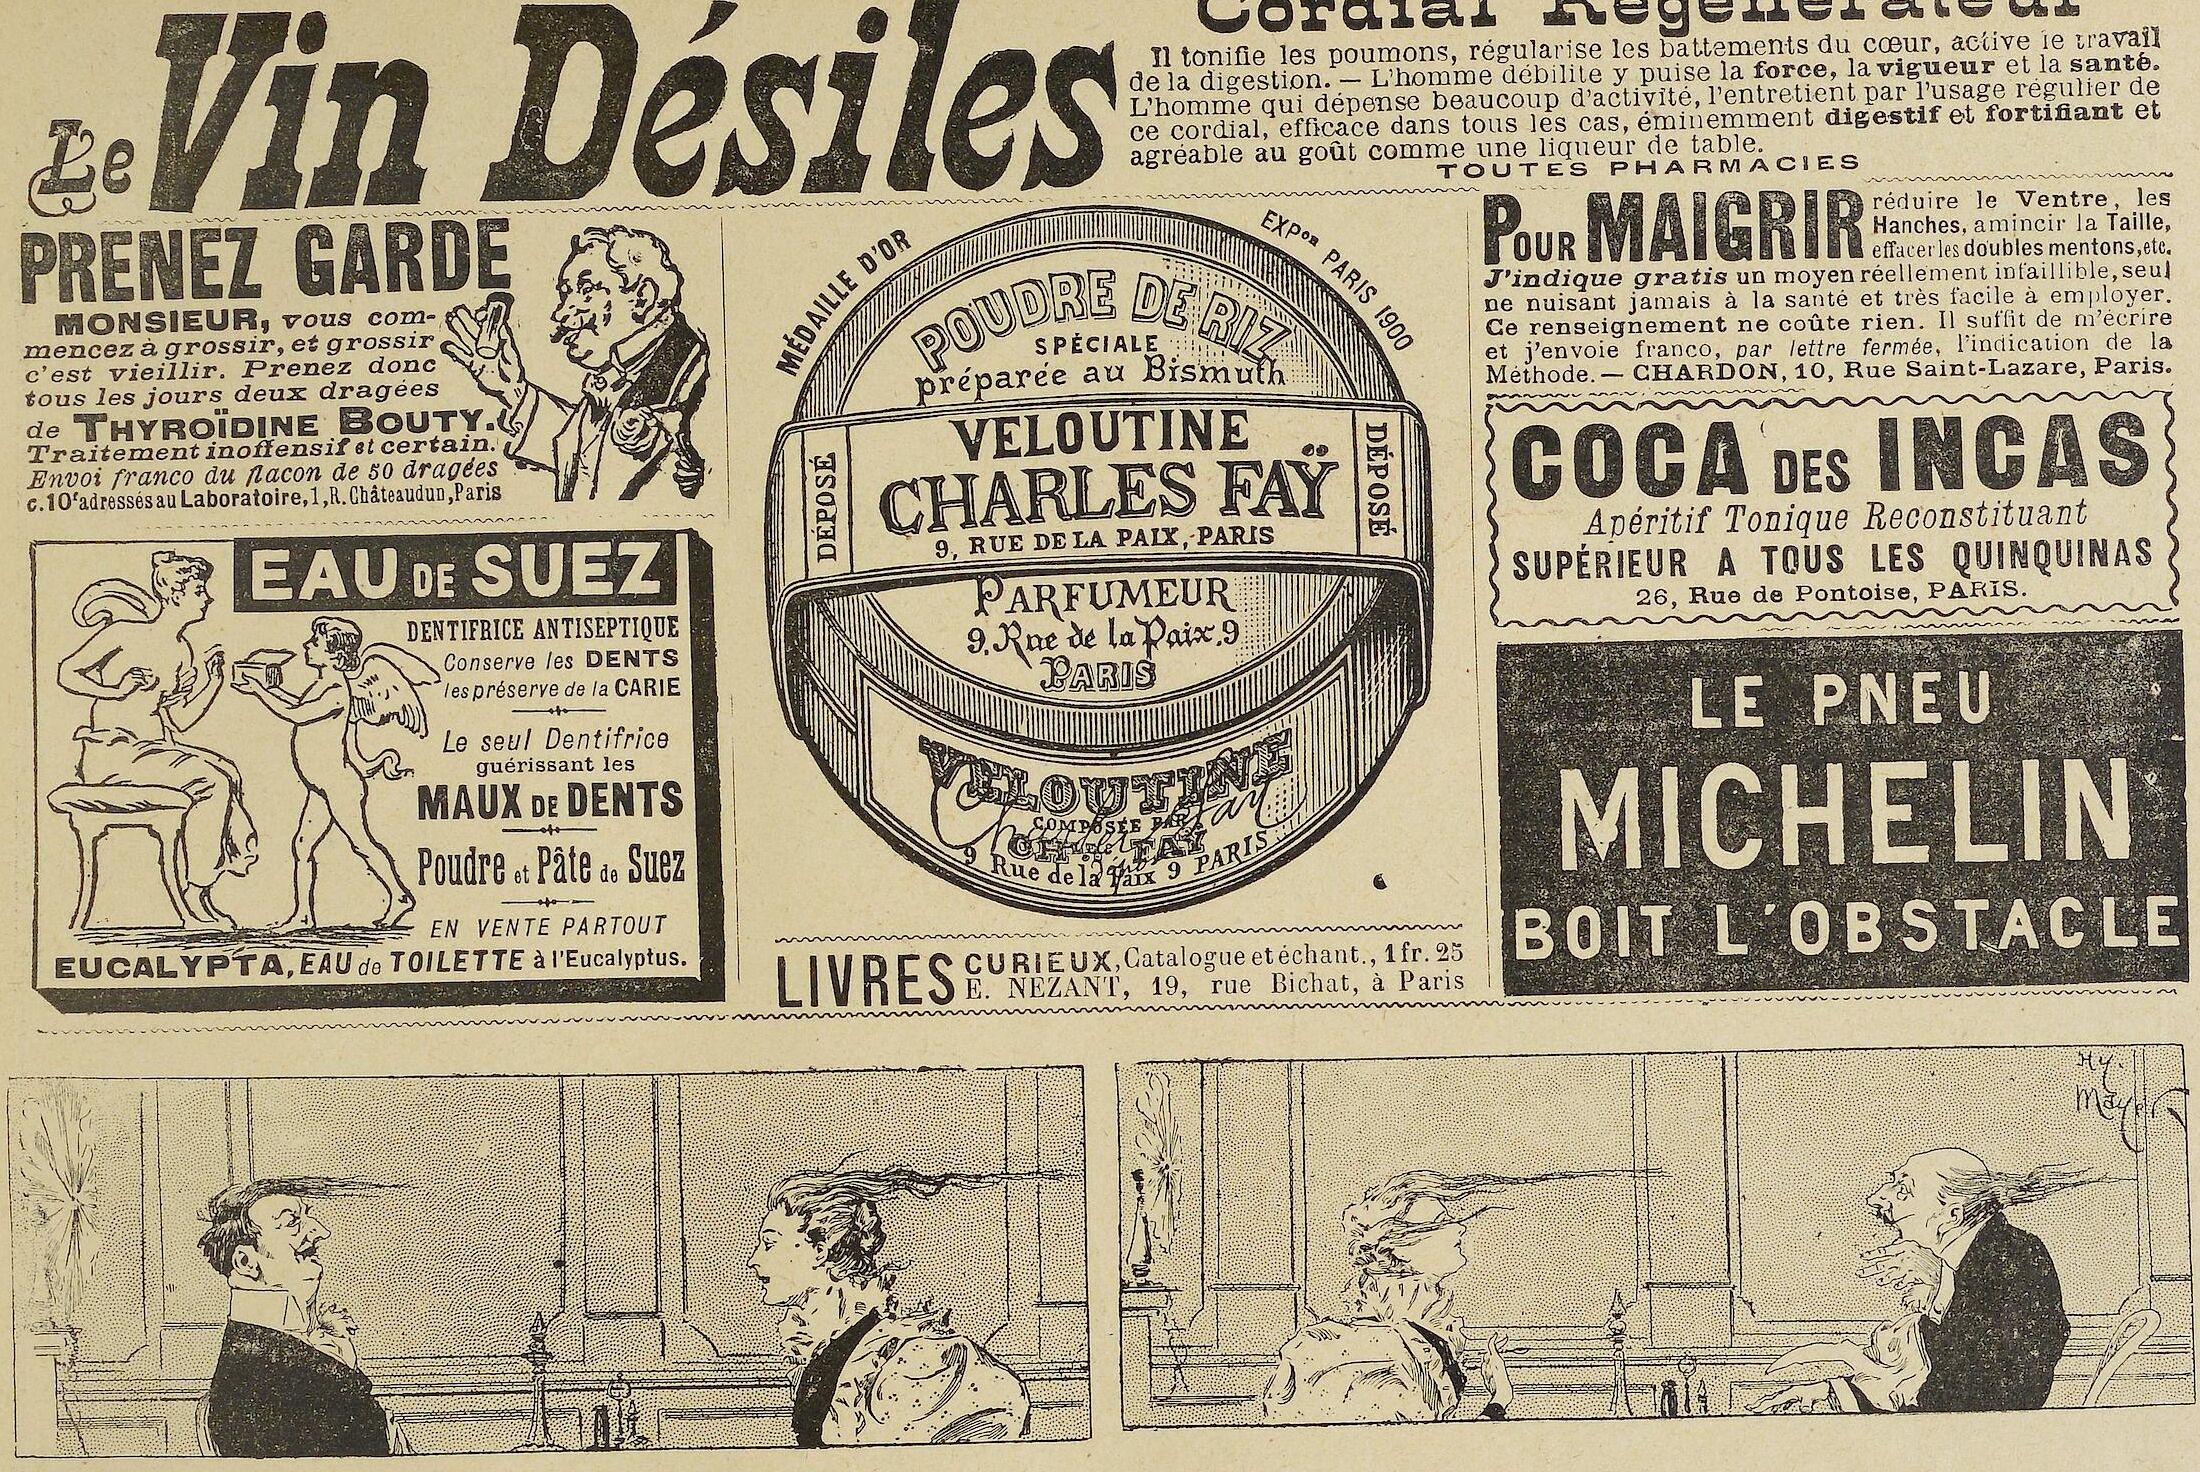 Le Vin Désiles
Cordial Régénérateur
Il tonifie les poumons, régularise les battements du cœur, active le travail
de la digestion. — L'homme débilité y puise la force, la vigueur et la santé.
L'homme qui dépense beaucoup d'activité, l'entretient par l'usage régulier de
ce cordial, efficace dans tous les cas, éminemment digestif et fortifiant et
agréable au goût comme une liqueur de table.
TOUTES PHARMACIES
PRENEZ GARDE
MONSIEUR, vous com-
mencez à grossir, et grossir
c'est vieillir. Prenez donc
tous les jours deux dragées
de THYROÏDINE BOUTY.
Traitement inoffensif et certain.
Envoi franco du flacon de 50 dragées
c. 10f adressés au Laboratoire, 1, R. Châteaudun, Paris
EAU DE SUEZ
DENTIFRICE ANTISEPTIQUE
Conserve les DENTS
les préserve de la CARIE
Le seul Dentifrice
guérissant les
MAUX DE DENTS
Poudre et Pâte de Suez
EN VENTE PARTOUT
EUCALYPTA, EAU de TOILETTE à l'Eucalyptus.
MÉDAILLE D'OR
EXPon PARIS 1900
POUDRE DE RIZ
SPÉCIALE
préparée au Bismuth
DÉPOSÉ
VELOUTINE
CHARLES FAŸ
9, RUE DE LA PAIX, PARIS
DÉPOSÉ
PARFUMEUR
9, Rue de la Paix, 9
PARIS
VELOUTINE
COMPOSÉE PAR
CHles FAY
9 Rue de la Paix 9 PARIS
LIVRES CURIEUX, Catalogue et échant., 1 fr. 25
E. NEZANT, 19, rue Bichat, à Paris
POUR MAIGRIR réduire le Ventre, les
Hanches, amincir la Taille,
effacer les doubles mentons, etc.
J'indique gratis un moyen réellement infaillible, seul
ne nuisant jamais à la santé et très facile à employer.
Ce renseignement ne coûte rien. Il suffit de m'écrire
et j'envoie franco, par lettre fermée, l'indication de la
Méthode. — CHARDON, 10, Rue Saint-Lazare, Paris.
COCA DES INCAS
Apéritif Tonique Reconstituant
SUPÉRIEUR A TOUS LES QUINQUINAS
26, Rue de Pontoise, PARIS.
LE PNEU
MICHELIN
BOIT L'OBSTACLE
Hy.
Mayer